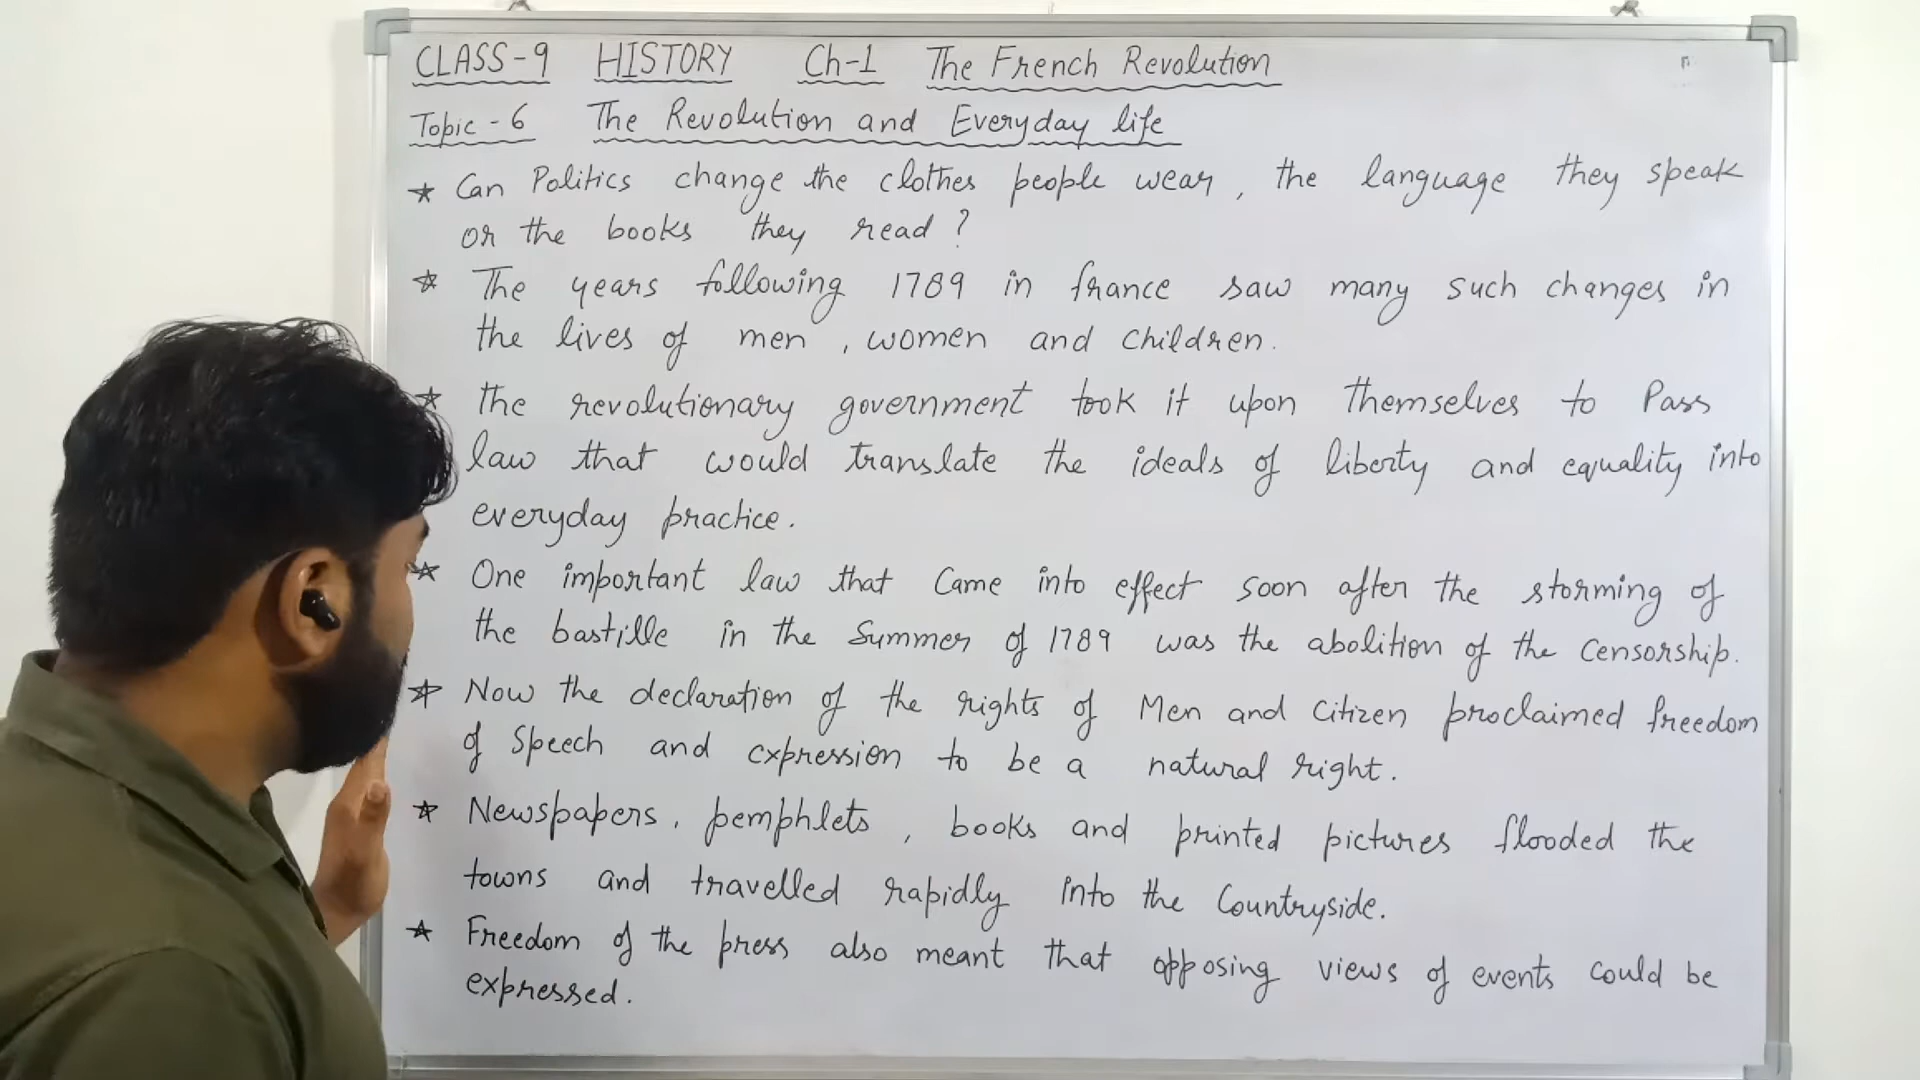 CLASS-9 HISTORY Ch-1 The French Revolution
Topic-6 The Revolution and Everyday life
☆ Can Politics change the clothes people wear, the language they speak
or the books they read?
☆ The years following 1789 in france saw many such changes in
the lives of men, women and children.
☆ the revolutionary government took it upon themselves to Pass
law that would translate the ideals of liberty and equality into
everyday practice.
☆ One important law that came into effect soon after the storming of
the bastille in the Summer of 1789 was the abolition of the censorship.
☆ Now the declaration of the rights of Men and Citizen proclaimed freedom
of Speech and expression to be a natural right.
☆ Newspapers, pemphlets, books and printed pictures flooded the
towns and travelled rapidly into the Countryside.
☆ Freedom of the press also meant that opposing views of events could be
expressed.